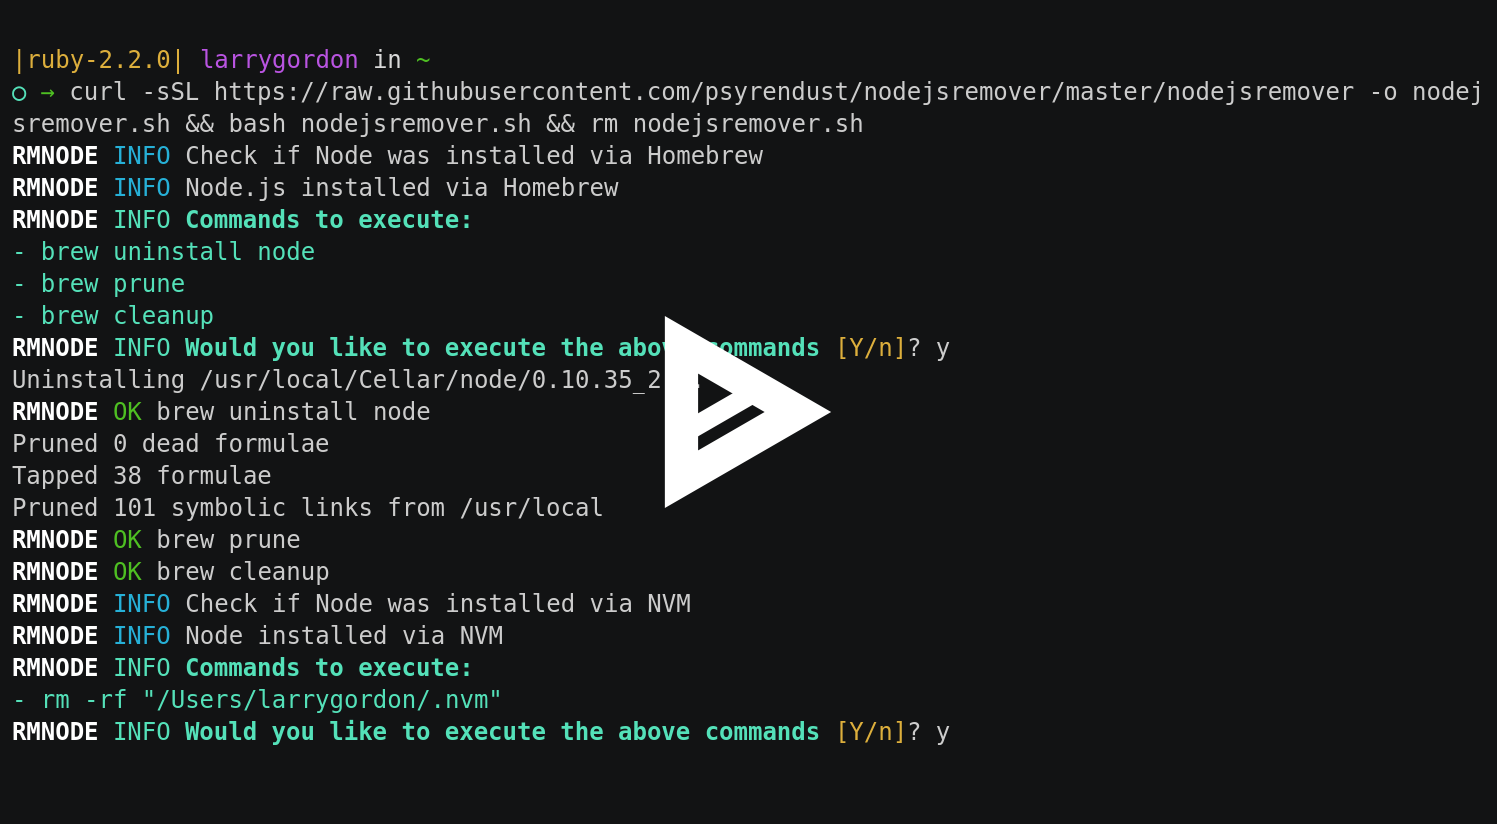 |ruby-2.2.0| larrygordon in ~
○ → curl -sSL https://raw.githubusercontent.com/psyrendust/nodejsremover/master/nodejsremover -o nodej
sremover.sh && bash nodejsremover.sh && rm nodejsremover.sh
RMNODE INFO Check if Node was installed via Homebrew
RMNODE INFO Node.js installed via Homebrew
RMNODE INFO Commands to execute:
- brew uninstall node
- brew prune
- brew cleanup
RMNODE INFO Would you like to execute the above commands [Y/n]? y
Uninstalling /usr/local/Cellar/node/0.10.35_2...
RMNODE OK brew uninstall node
Pruned 0 dead formulae
Tapped 38 formulae
Pruned 101 symbolic links from /usr/local
RMNODE OK brew prune
RMNODE OK brew cleanup
RMNODE INFO Check if Node was installed via NVM
RMNODE INFO Node installed via NVM
RMNODE INFO Commands to execute:
- rm -rf "/Users/larrygordon/.nvm"
RMNODE INFO Would you like to execute the above commands [Y/n]? y